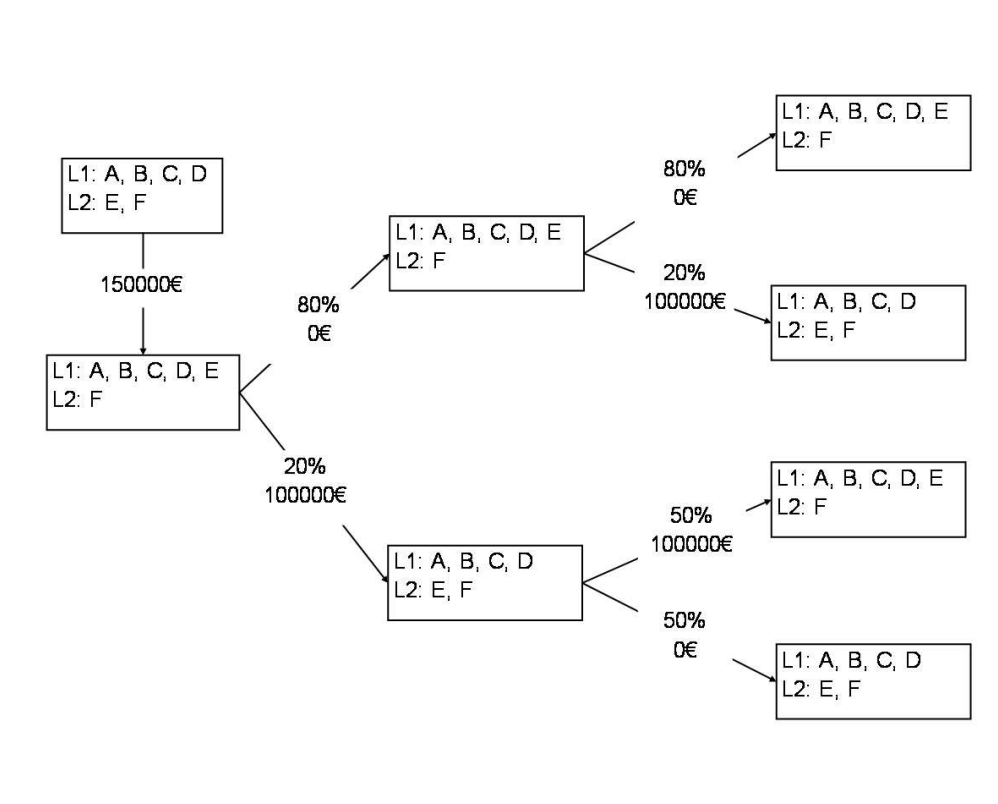 L1: A, B, C, D
L2: E, F
150000€
L1: A, B, C, D, E
L2: F
80%
0€
20%
100000€
L1: A, B, C, D, E
L2: F
L1: A, B, C, D
L2: E, F
80%
0€
20%
100000€
50%
100000€
50%
0€
L1: A, B, C, D, E
L2: F
L1: A, B, C, D
L2: E, F
L1: A, B, C, D, E
L2: F
L1: A, B, C, D
L2: E, F